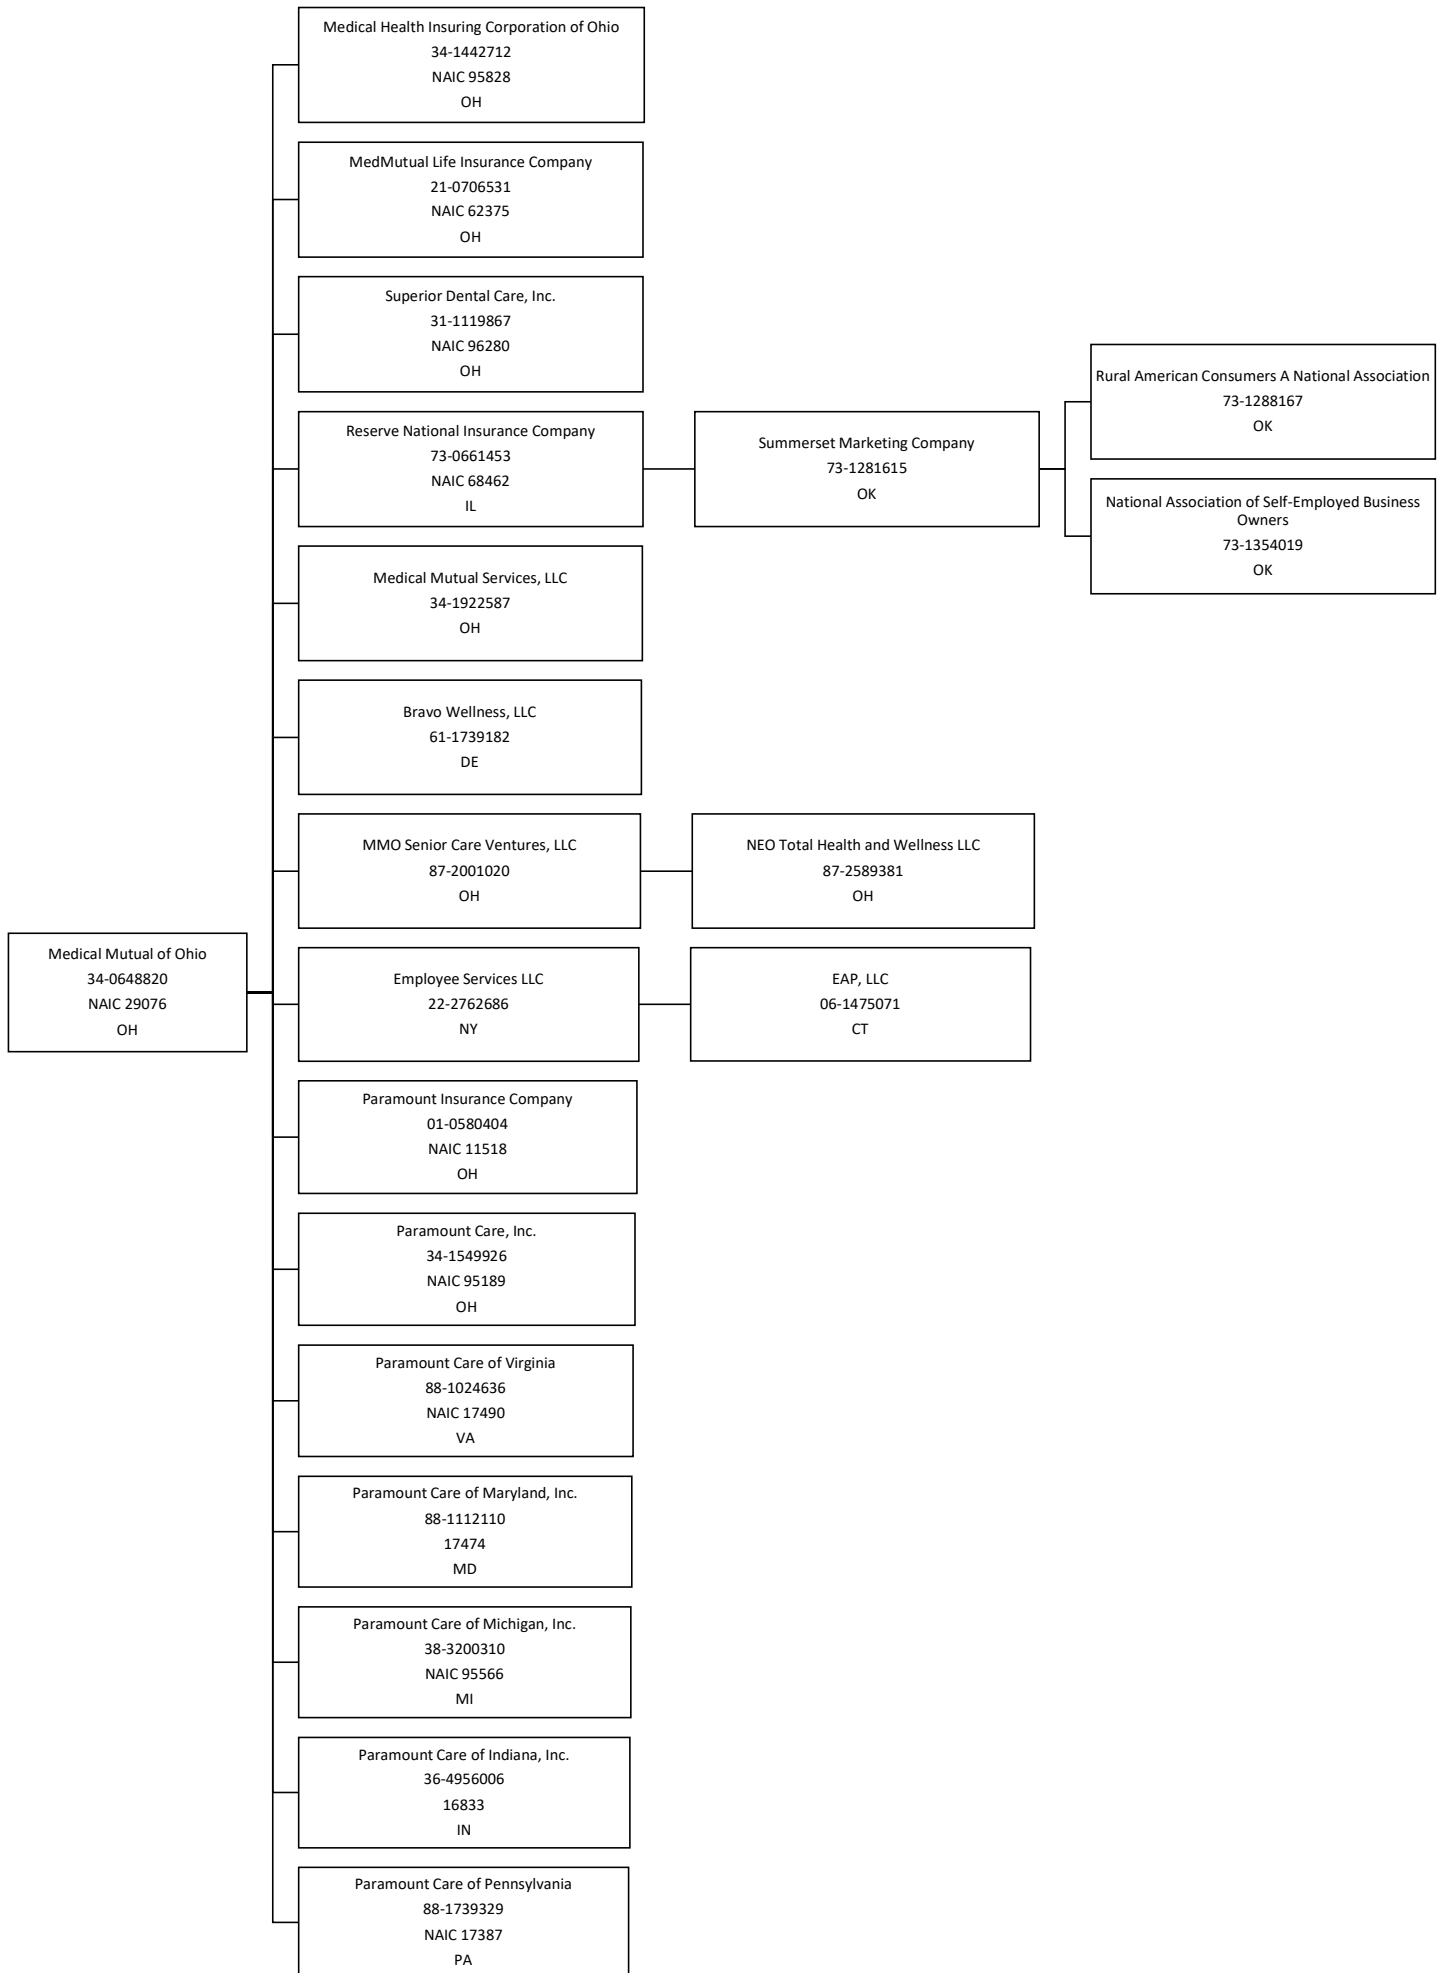 Medical Health Insuring Corporation of Ohio
34-1442712
NAIC 95828
OH
MedMutual Life Insurance Company
21-0706531
NAIC 62375
OH
Superior Dental Care, Inc.
31-1119867
NAIC 96280
OH
Reserve National Insurance Company
73-0661453
NAIC 68462
IL
Summerset Marketing Company
73-1281615
OK
Rural American Consumers A National Association
73-1288167
OK
National Association of Self-Employed Business
Owners
73-1354019
OK
Medical Mutual Services, LLC
34-1922587
OH
Bravo Wellness, LLC
61-1739182
DE
MMO Senior Care Ventures, LLC
87-2001020
OH
NEO Total Health and Wellness LLC
87-2589381
OH
Medical Mutual of Ohio
34-0648820
NAIC 29076
OH
Employee Services LLC
22-2762686
NY
EAP, LLC
06-1475071
CT
Paramount Insurance Company
01-0580404
NAIC 11518
OH
Paramount Care, Inc.
34-1549926
NAIC 95189
OH
Paramount Care of Virginia
88-1024636
NAIC 17490
VA
Paramount Care of Maryland, Inc.
88-1112110
17474
MD
Paramount Care of Michigan, Inc.
38-3200310
NAIC 95566
MI
Paramount Care of Indiana, Inc.
36-4956006
16833
IN
Paramount Care of Pennsylvania
88-1739329
NAIC 17387
PA